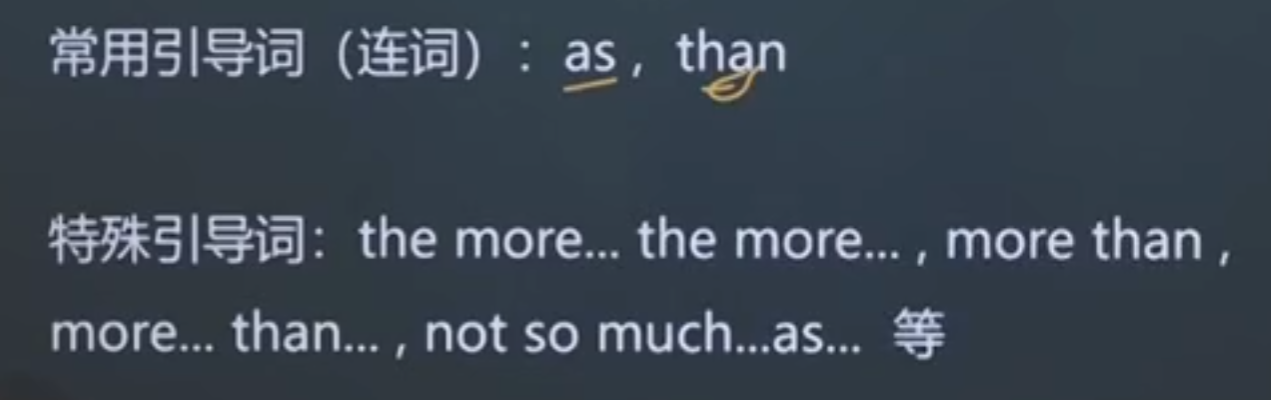 常用引导词（连词）：as，than
特殊引导词：the more... the more... , more than ,
more... than... , not so much...as... 等